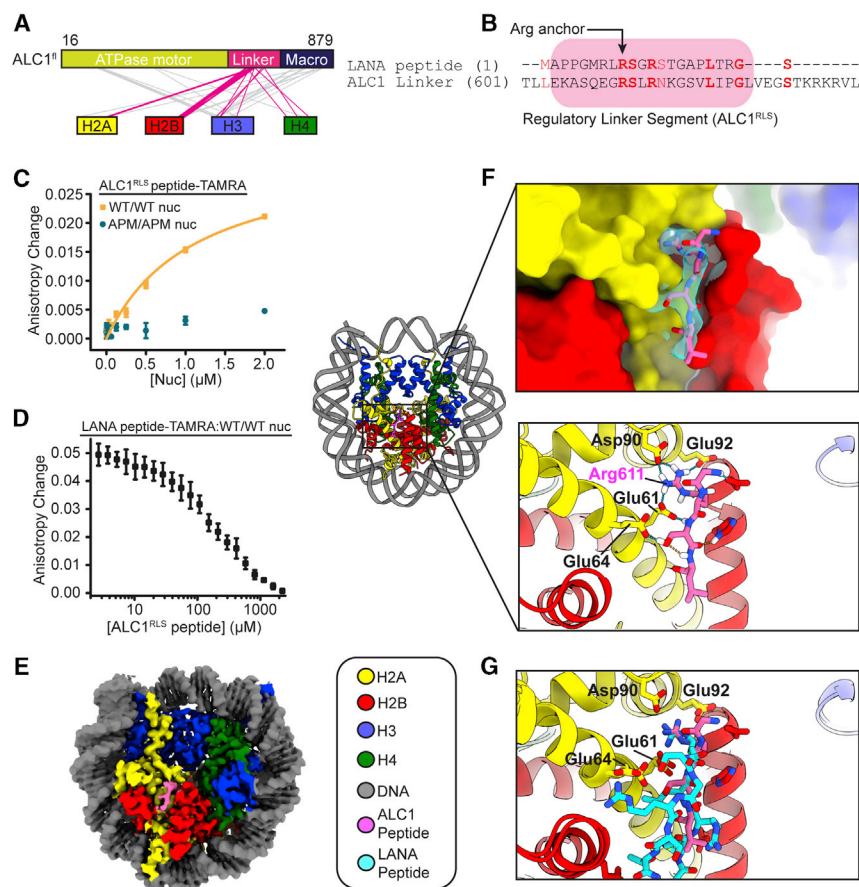 A
16
879
ALC1fl
ATPase motor
Linker
Macro
H2A
H2B
H3
H4
B
Arg anchor
LANA peptide (1) --MAPPGMRLRSGRSTGAPLTRG---S------
ALC1 Linker (601) TLLEKASQEGRSLRNKGSVLIPGLVEGSTKRKRVL
Regulatory Linker Segment (ALC1RLS)
C
ALC1RLS peptide-TAMRA
WT/WT nuc
APM/APM nuc
Anisotropy Change
0.025
0.020
0.015
0.010
0.005
0.000
0.0
0.5
1.0
1.5
2.0
[Nuc] (µM)
D
LANA peptide-TAMRA:WT/WT nuc
Anisotropy Change
0.05
0.04
0.03
0.02
0.01
0.00
10
100
1000
[ALC1RLS peptide] (µM)
E
H2A
H2B
H3
H4
DNA
ALC1
Peptide
LANA
Peptide
F
Asp90
Glu92
Arg611
Glu61
Glu64
G
Asp90
Glu92
Glu61
Glu64